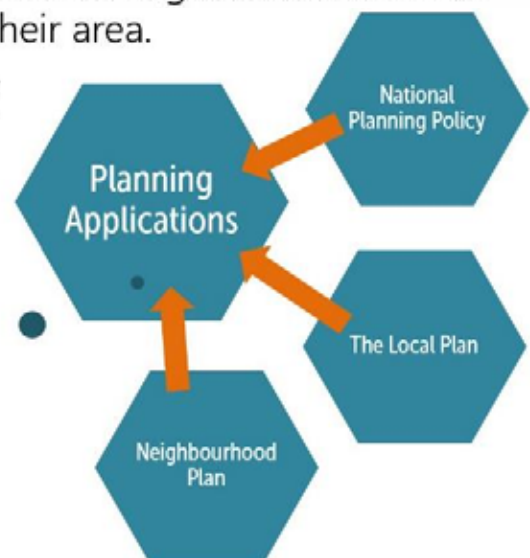 heir area.
National
Planning Policy
Planning
Applications
The Local Plan
Neighbourhood
Plan